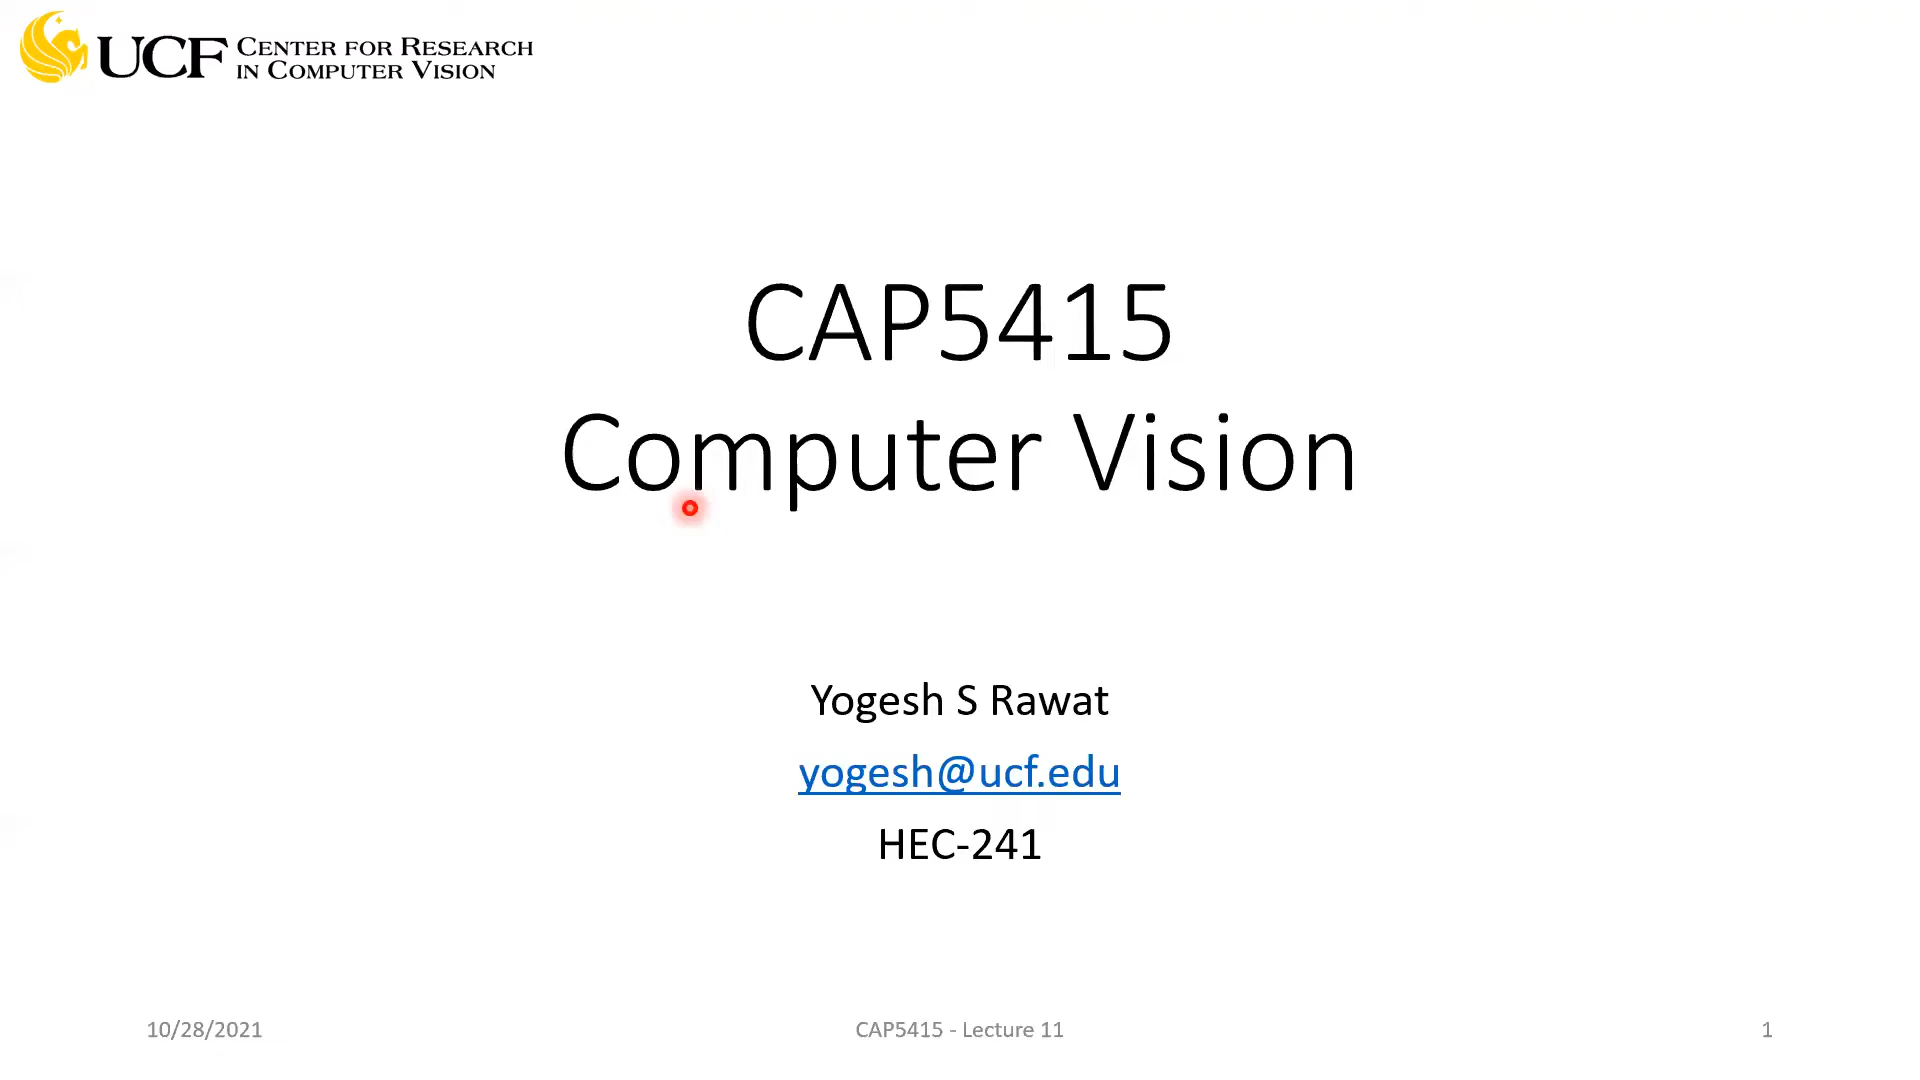 UCF CENTER FOR RESEARCH
IN COMPUTER VISION
CAP5415
Computer Vision
Yogesh S Rawat
yogesh@ucf.edu
HEC-241
10/28/2021
CAP5415 - Lecture 11
1